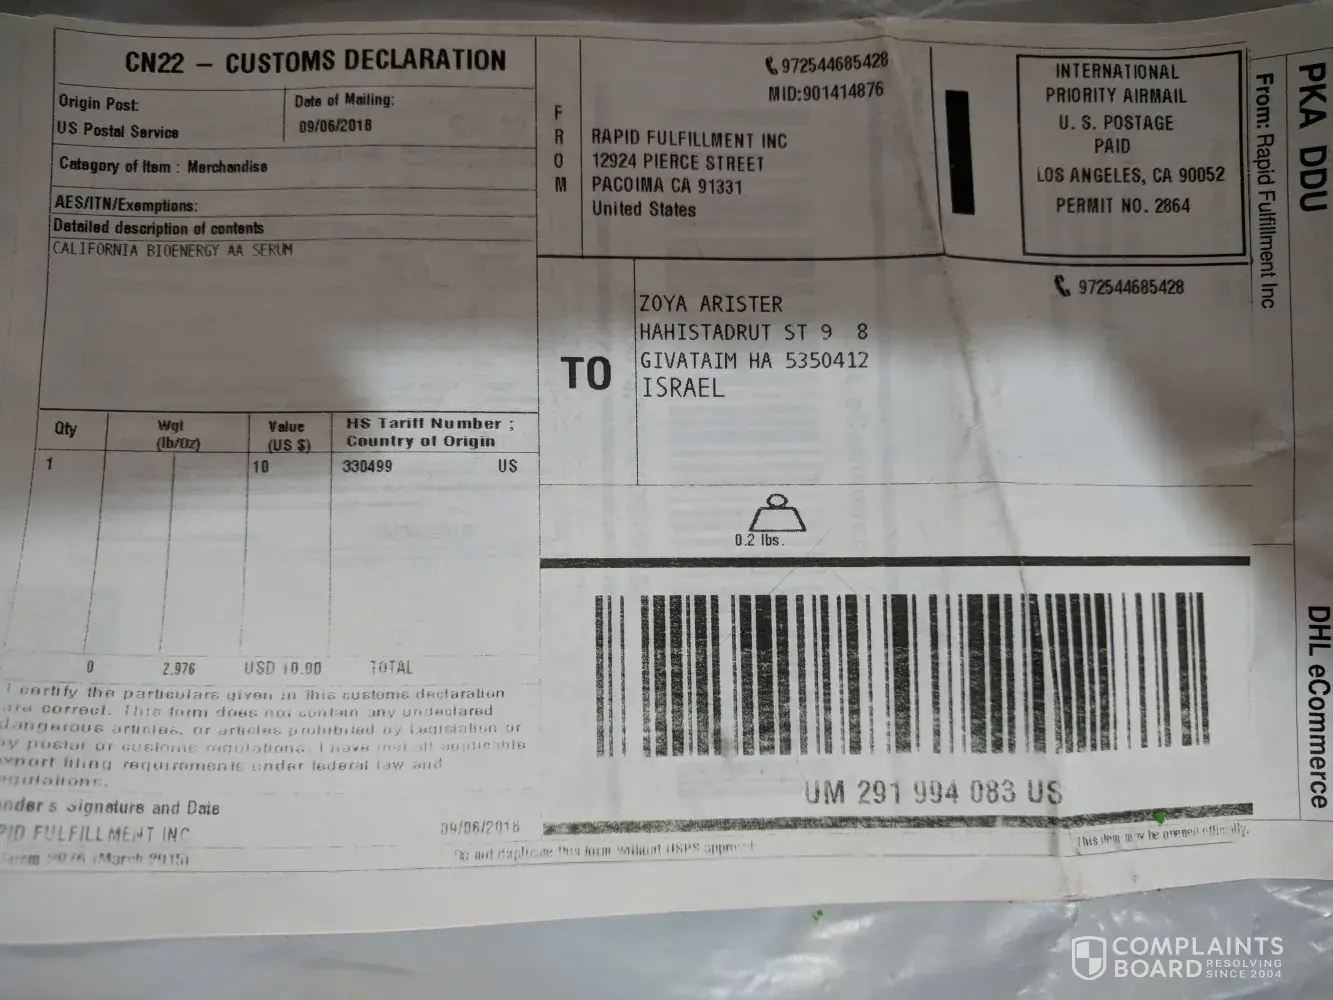 CN22 – CUSTOMS DECLARATION
Origin Post:
US Postal Service
Date of Mailing:
09/06/2018
Category of Item : Merchandise
AES/ITN/Exemptions:
Detailed description of contents
CALIFORNIA BIOENERGY AA SERUM
Qty
Wgt
(lb/Oz)
Value
(US $)
HS Tariff Number ;
Country of Origin
1
10
330499
US
0
2.976
USD 10.00
TOTAL
I certify the particulars given in this customs declaration
are correct. This form does not contain any undeclared
dangerous articles, or articles prohibited by Legislation or
by postal or customs regulations. I have met all applicable
export filing requirements under federal law and
regulations.
nder s Signature and Date
PID FULFILLMENT INC
09/06/2018
(March 2015)
Do not duplicate this form without USPS approval
F
R
O
M
972544685428
MID:901414876
RAPID FULFILLMENT INC
12924 PIERCE STREET
PACOIMA CA 91331
United States
INTERNATIONAL
PRIORITY AIRMAIL
U. S. POSTAGE
PAID
LOS ANGELES, CA 90052
PERMIT NO. 2864
972544685428
TO
ZOYA ARISTER
HAHISTADRUT ST 9 8
GIVATAIM HA 5350412
ISRAEL
0.2 lbs.
UM 291 994 083 US
This item may be opened officially.
From: Rapid Fulfillment Inc
PKA DDU
DHL eCommerce
COMPLAINTS
BOARD
RESOLVING
SINCE 2004